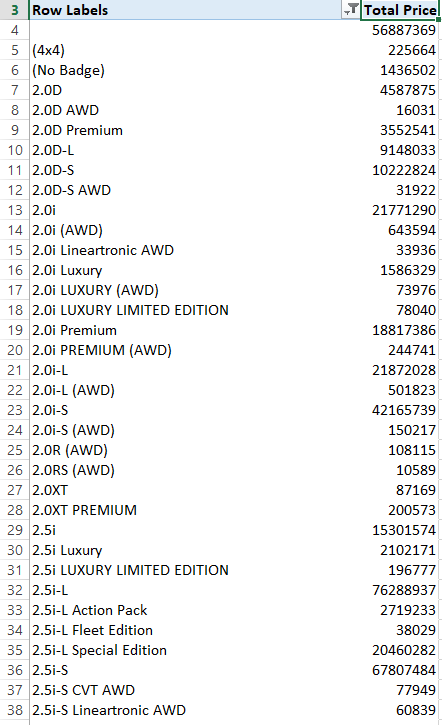 3 Row Labels Total Price
4 56887369
5 (4x4) 225664
6 (No Badge) 1436502
7 2.0D 4587875
8 2.0D AWD 16031
9 2.0D Premium 3552541
10 2.0D-L 9148033
11 2.0D-S 10222824
12 2.0D-S AWD 31922
13 2.0i 21771290
14 2.0i (AWD) 643594
15 2.0i Lineartronic AWD 33936
16 2.0i Luxury 1586329
17 2.0i LUXURY (AWD) 73976
18 2.0i LUXURY LIMITED EDITION 78040
19 2.0i Premium 18817386
20 2.0i PREMIUM (AWD) 244741
21 2.0i-L 21872028
22 2.0i-L (AWD) 501823
23 2.0i-S 42165739
24 2.0i-S (AWD) 150217
25 2.0R (AWD) 108115
26 2.0RS (AWD) 10589
27 2.0XT 87169
28 2.0XT PREMIUM 200573
29 2.5i 15301574
30 2.5i Luxury 2102171
31 2.5i LUXURY LIMITED EDITION 196777
32 2.5i-L 76288937
33 2.5i-L Action Pack 2719233
34 2.5i-L Fleet Edition 38029
35 2.5i-L Special Edition 20460282
36 2.5i-S 67807484
37 2.5i-S CVT AWD 77949
38 2.5i-S Lineartronic AWD 60839